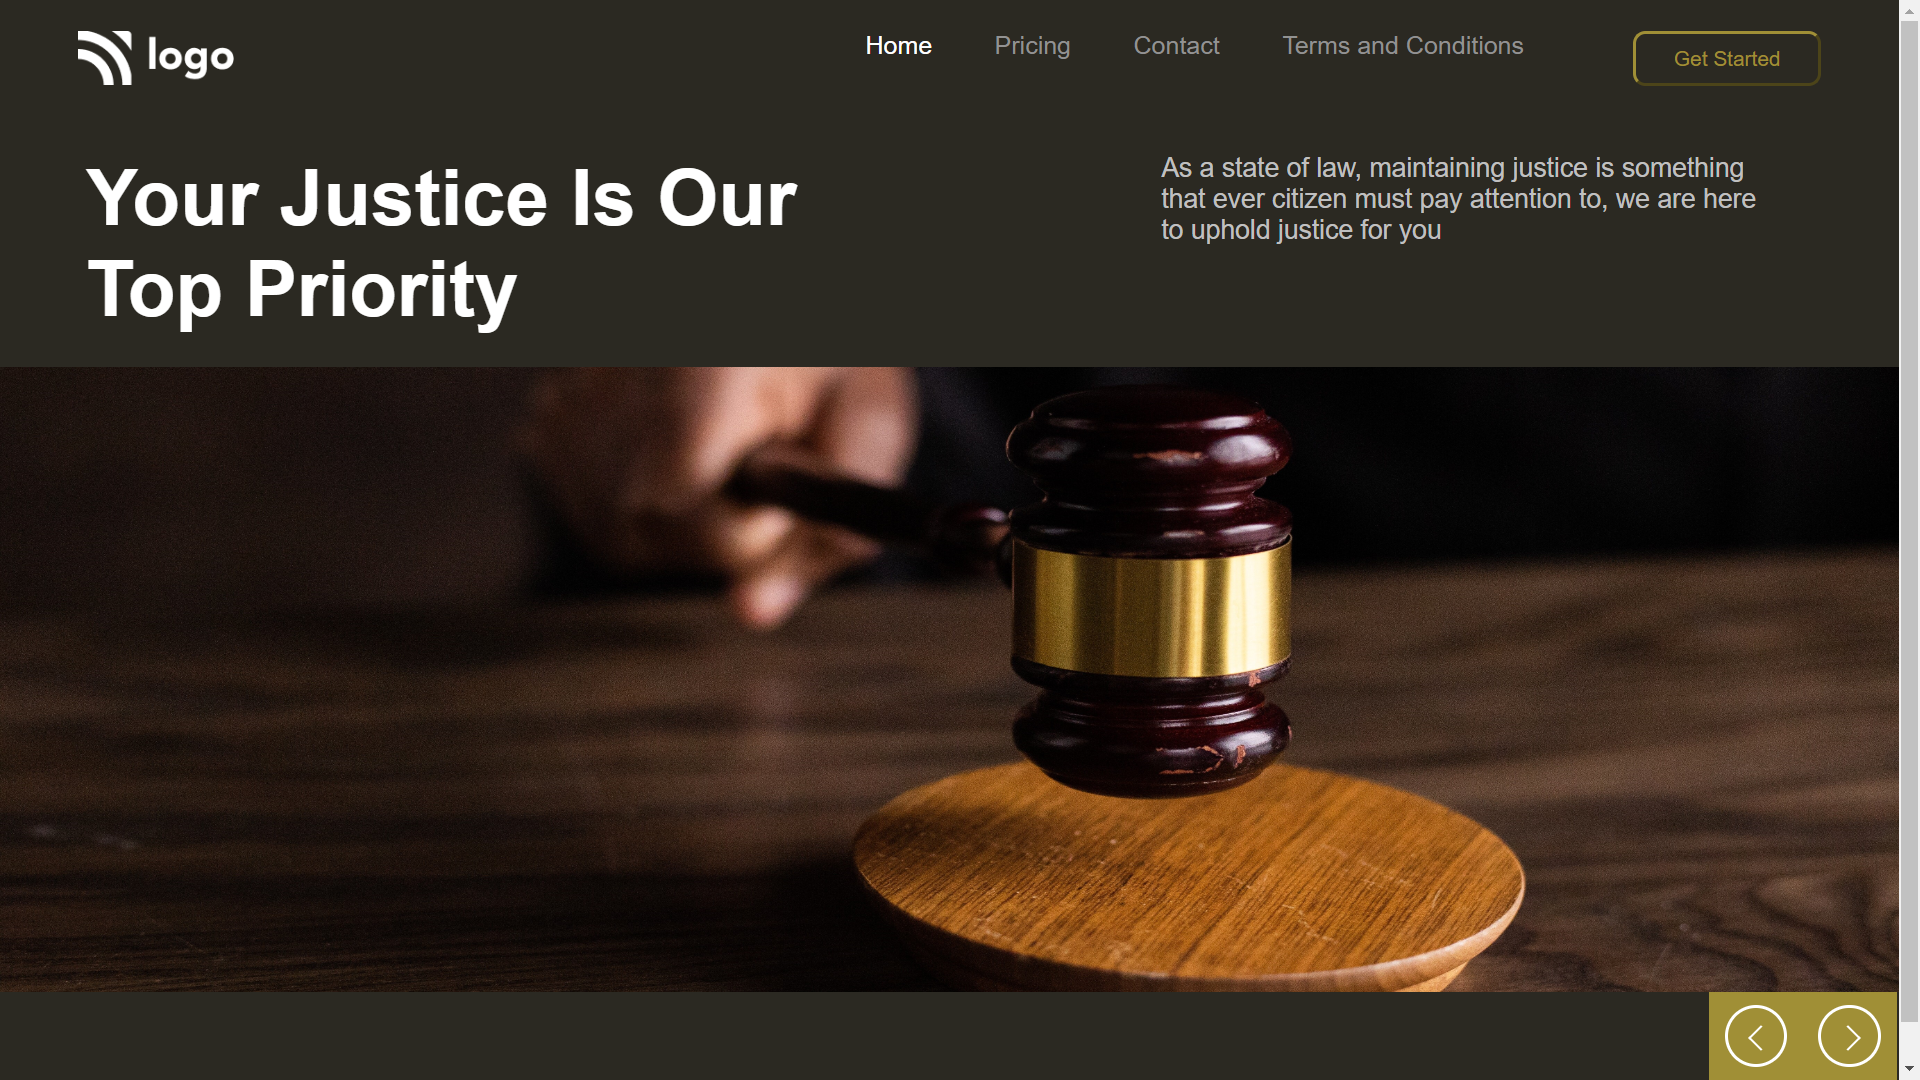 logo
Home
Pricing
Contact
Terms and Conditions
Get Started
Your Justice Is Our
Top Priority
As a state of law, maintaining justice is something
that ever citizen must pay attention to, we are here
to uphold justice for you